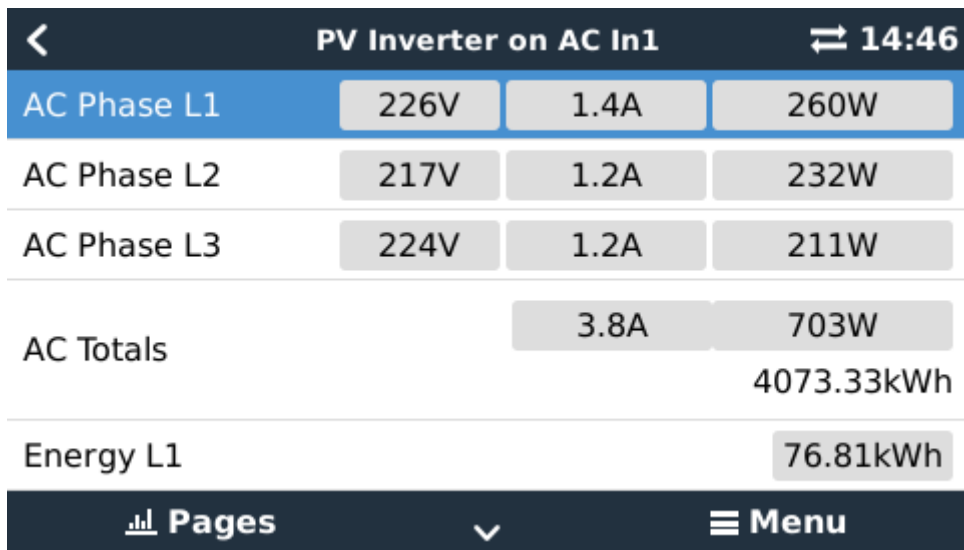 PV Inverter on AC In1 14:46
AC Phase L1 226V 1.4A 260W
AC Phase L2 217V 1.2A 232W
AC Phase L3 224V 1.2A 211W
AC Totals 3.8A 703W
4073.33kWh
Energy L1 76.81kWh
Pages Menu